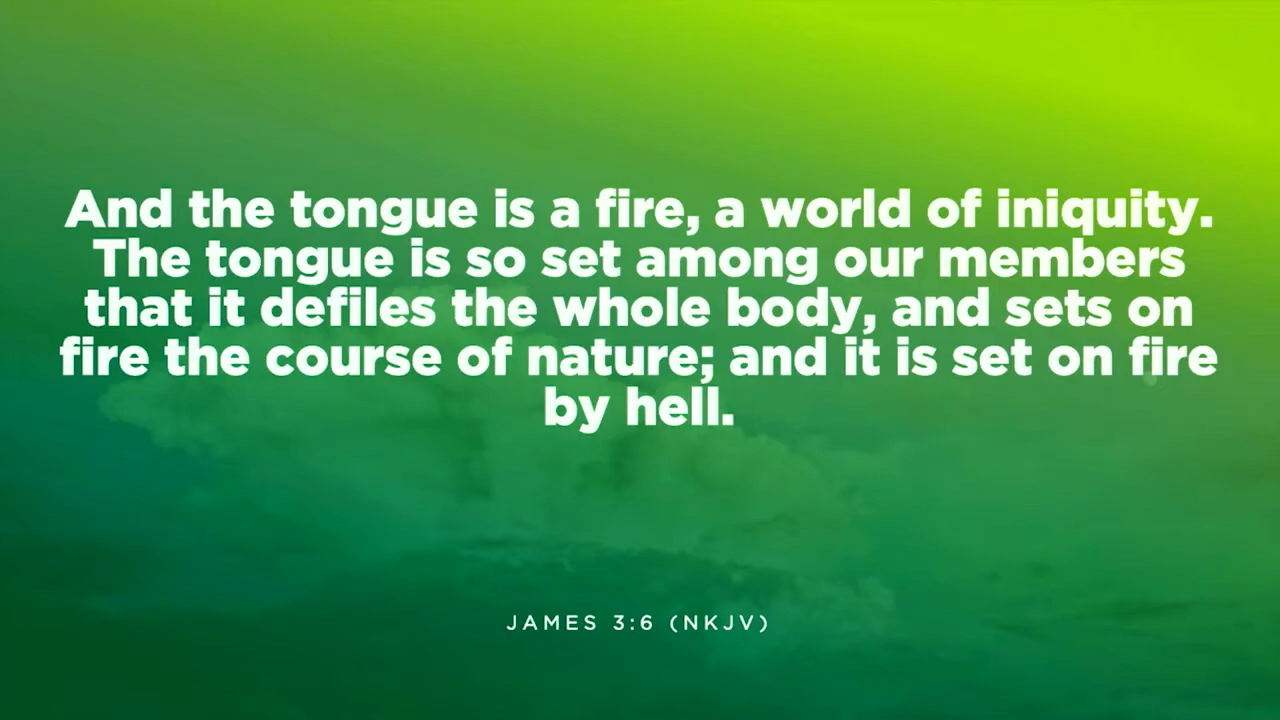 And the tongue is a fire, a world of iniquity.
The tongue is so set among our members
that it defiles the whole body, and sets on
fire the course of nature; and it is set on fire
by hell.
JAMES 3:6 (NKJV)